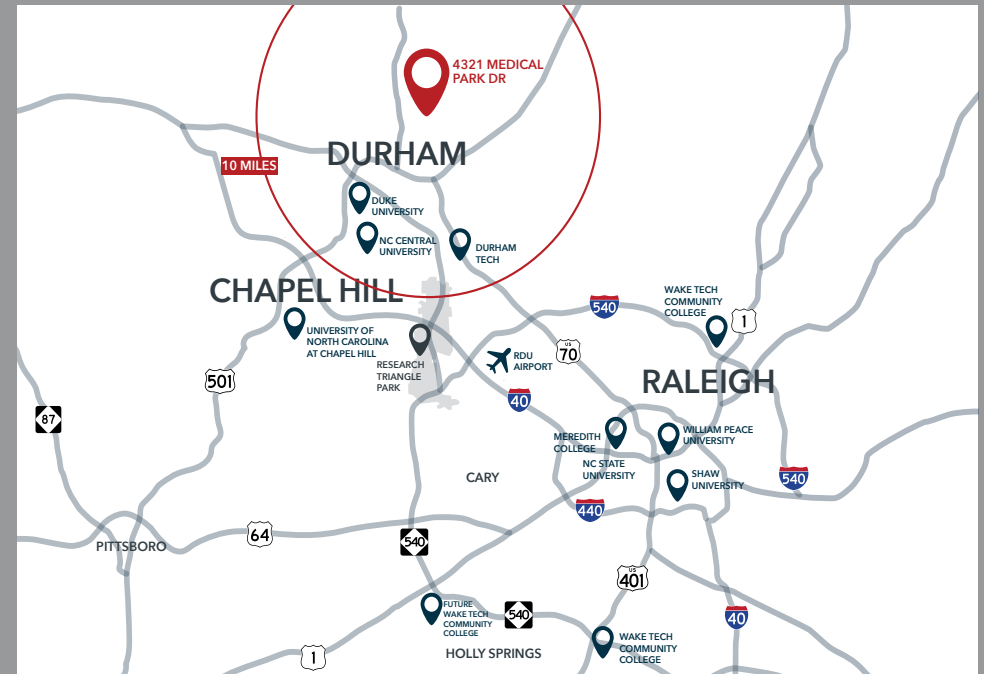 4321 MEDICAL
PARK DR
DURHAM
10 MILES
DUKE
UNIVERSITY
NC CENTRAL
UNIVERSITY
DURHAM
TECH
CHAPEL HILL
WAKE TECH
COMMUNITY
COLLEGE
540
1
UNIVERSITY OF
NORTH CAROLINA
AT CHAPEL HILL
US
70
RDU
AIRPORT
RESEARCH
TRIANGLE
PARK
501
RALEIGH
40
87
MEREDITH
COLLEGE
WILLIAM PEACE
UNIVERSITY
NC STATE
UNIVERSITY
SHAW
UNIVERSITY
CARY
540
440
64
540
PITTSBORO
US
401
FUTURE
WAKE TECH
COMMUNITY
COLLEGE
540
40
WAKE TECH
COMMUNITY
COLLEGE
HOLLY SPRINGS
1